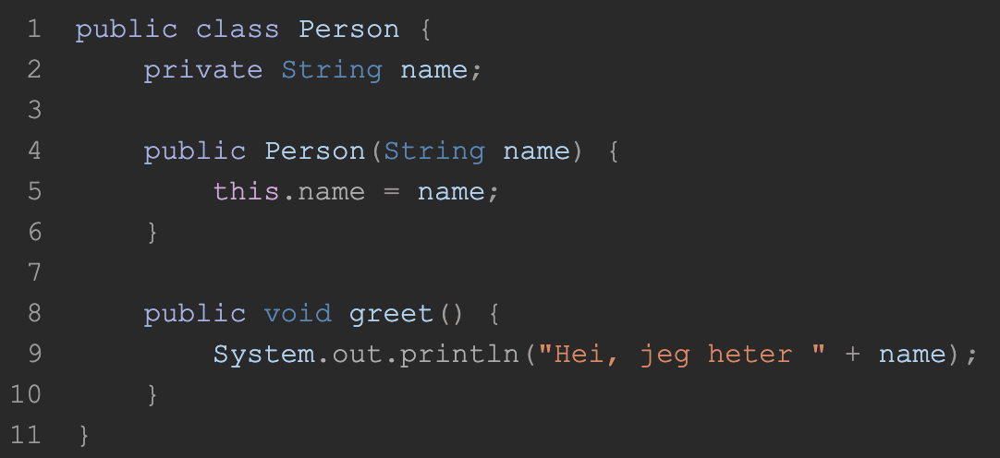 1 public class Person {
2     private String name;
3
4     public Person(String name) {
5         this.name = name;
6     }
7
8     public void greet() {
9         System.out.println("Hei, jeg heter " + name);
10     }
11 }